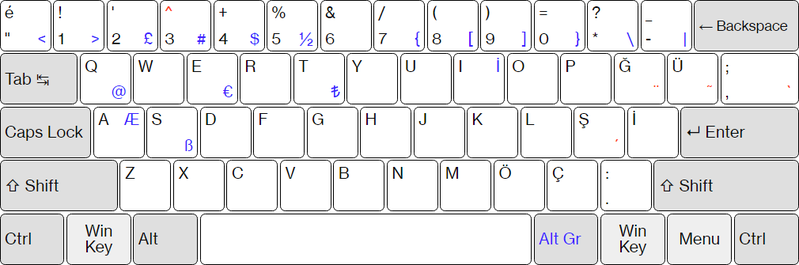 é ! ' ^ + % & / ( ) = ? _ ← Backspace
" < 1 > 2 £ 3 # 4 $ 5 ½ 6 7 { 8 [ 9 ] 0 } * \ - |
Tab ↹ Q W E R T Y U I İ O P Ğ Ü ;
@ € ₺ ¨ ~ , `
Caps Lock A Æ S D F G H J K L Ş İ ↵ Enter
ß ´
⇧ Shift Z X C V B N M Ö Ç : ⇧ Shift
.
Ctrl Win Key Alt Alt Gr Win Key Menu Ctrl